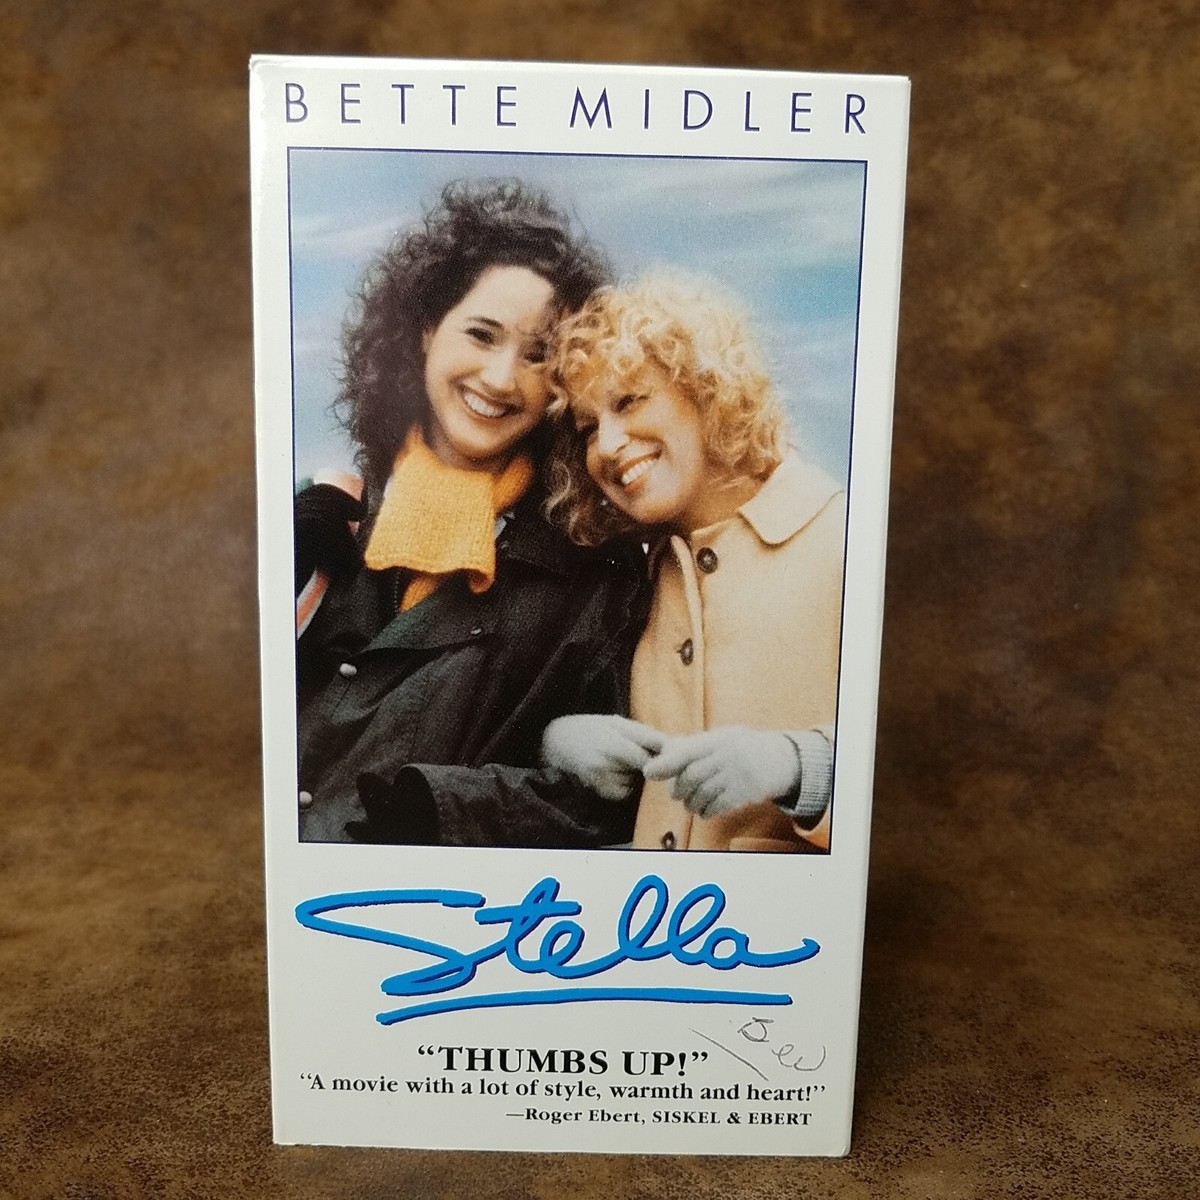 BETTE MIDLER
Stella
“THUMBS UP!”
“A movie with a lot of style, warmth and heart!”
—Roger Ebert, SISKEL & EBERT